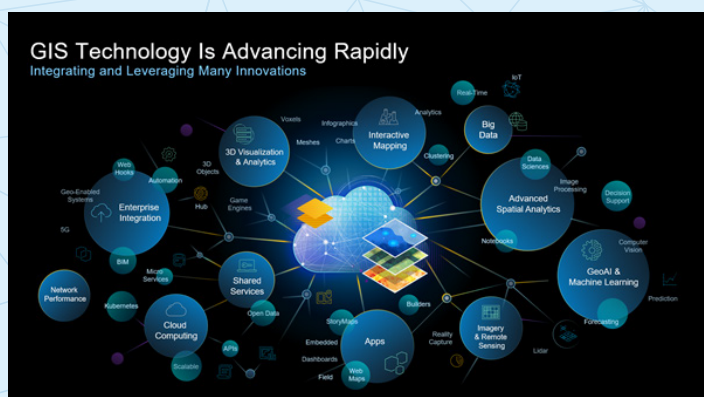 GIS Technology Is Advancing Rapidly
Integrating and Leveraging Many Innovations
IoT
Real-Time
Voxels
Infographics
Analytics
Big
Data
3D Visualization
& Analytics
Meshes
Charts
Interactive
Mapping
Clustering
Data
Sciences
Web
Hooks
3D
Objects
Automation
Image
Processing
Geo-Enabled
Systems
Enterprise
Integration
Hub
Game
Engines
Advanced
Spatial Analytics
Decision
Support
5G
Notebooks
Computer
Vision
BIM
Micro
Services
Shared
Services
GeoAI &
Machine Learning
Network
Performance
Kubernetes
Cloud
Computing
Open Data
StoryMaps
Builders
Prediction
Forecasting
Embedded
Apps
Reality
Capture
Imagery
& Remote
Sensing
APIs
Dashboards
Lidar
Scalable
Field
Web
Maps